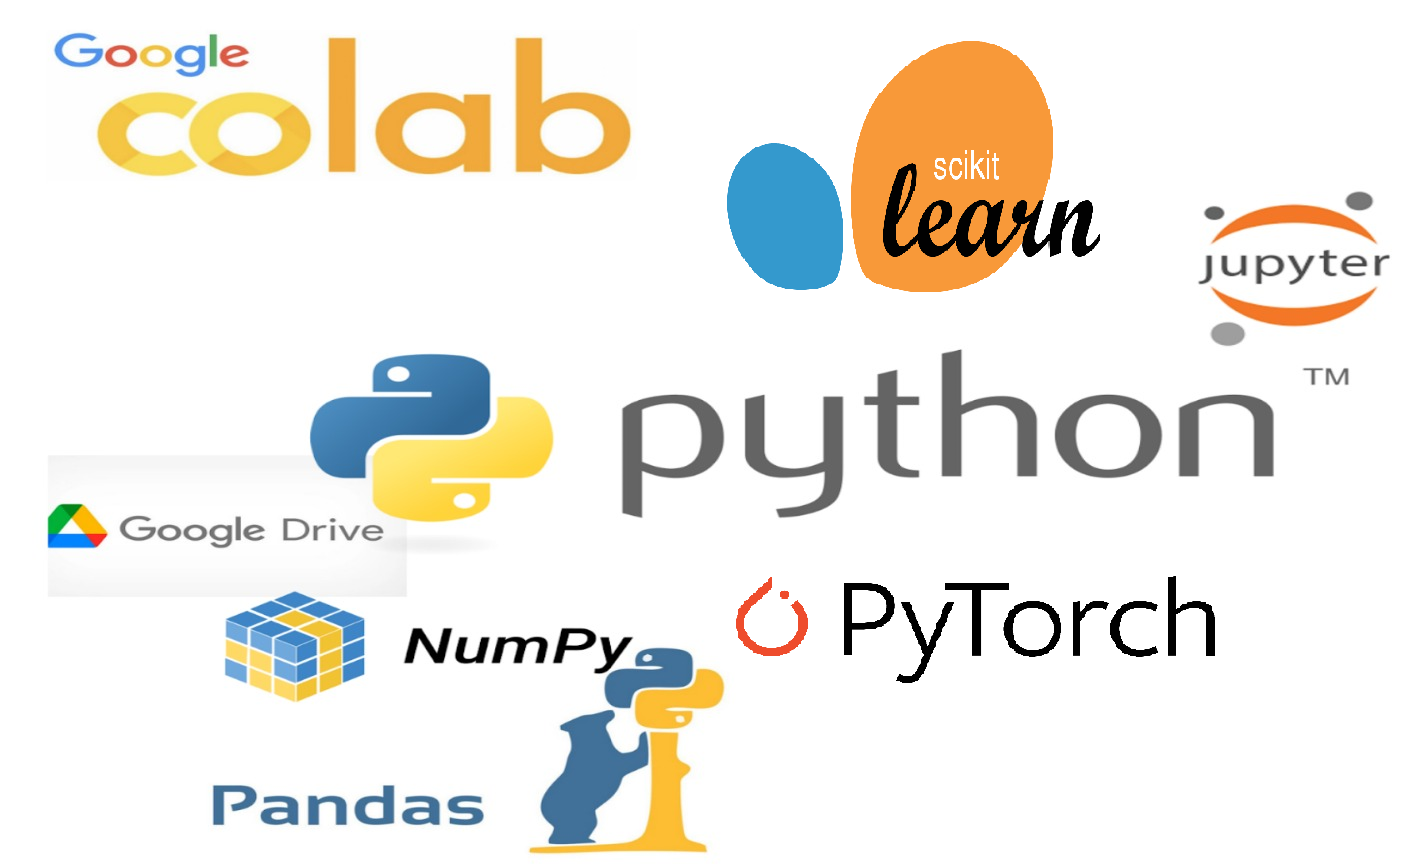 Google
colab
scikit
learn
jupyter
python
TM
Google Drive
NumPy
PyTorch
Pandas